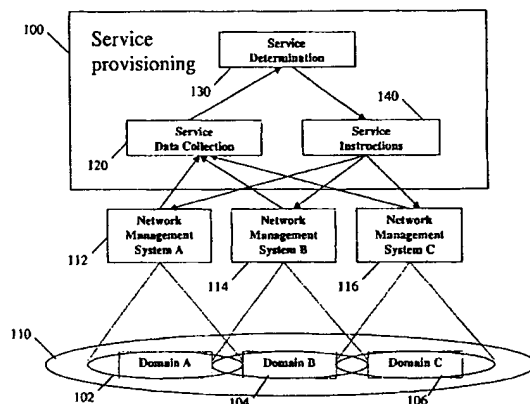 100
Service
provisioning
Service
Determination
130
140
Service
Data Collection
Service
Instructions
120
Network
Management
System A
Network
Management
System B
Network
Management
System C
112
114
116
110
Domain A
Domain B
Domain C
102
104
106